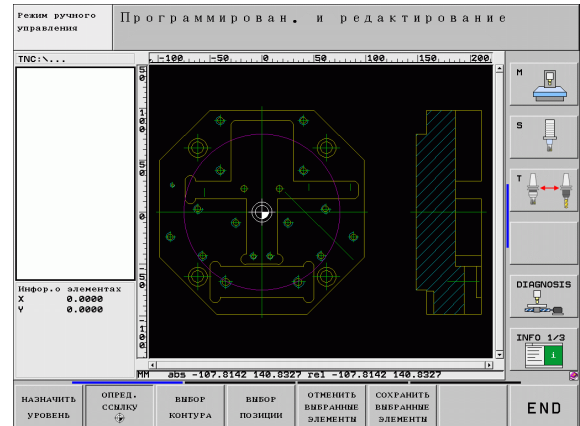 Режим ручного
управления
Программирован. и редактирование
TNC:\...
-100 -50 0 50 100 150 200
M
S
T
Инфор.о элементах
X 0.0000
Y 0.0000
DIAGNOSIS
INFO 1/3
MM abs -107.8142 140.8327 rel -107.8142 140.8327
НАЗНАЧИТЬ
УРОВЕНЬ
ОПРЕД.
ССЫЛКУ
ВЫБОР
КОНТУРА
ВЫБОР
ПОЗИЦИИ
ОТМЕНИТЬ
ВЫБРАННЫЕ
ЭЛЕМЕНТЫ
СОХРАНИТЬ
ВЫБРАННЫЕ
ЭЛЕМЕНТЫ
END